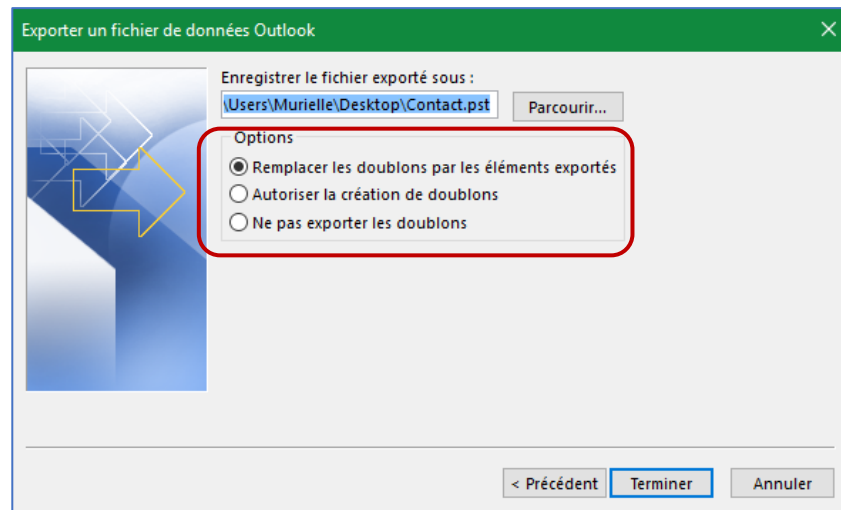 Exporter un fichier de données Outlook
Enregistrer le fichier exporté sous :
\Users\Murielle\Desktop\Contact.pst
Parcourir...
Options
Remplacer les doublons par les éléments exportés
Autoriser la création de doublons
Ne pas exporter les doublons
< Précédent
Terminer
Annuler